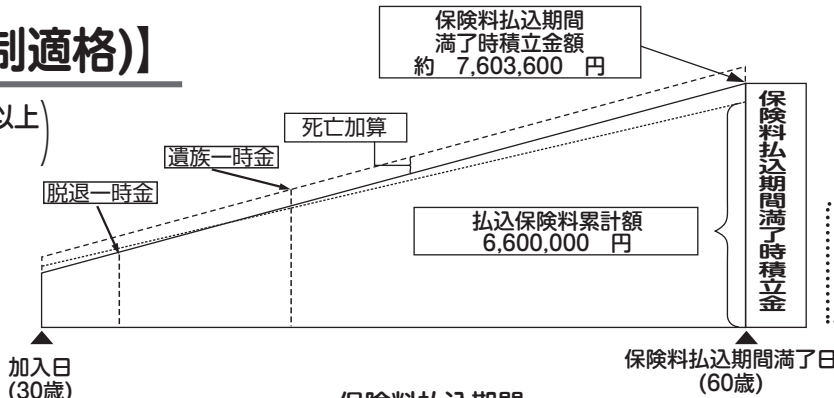 制適格)】
以上)
保険料払込期間
満了時積立金額
約 7,603,600 円
死亡加算
遺族一時金
脱退一時金
払込保険料累計額
6,600,000 円
保険料払込期間満了時積立金
加入日
(30歳)
保険料払込期間満了日
(60歳)
保険料払込期間